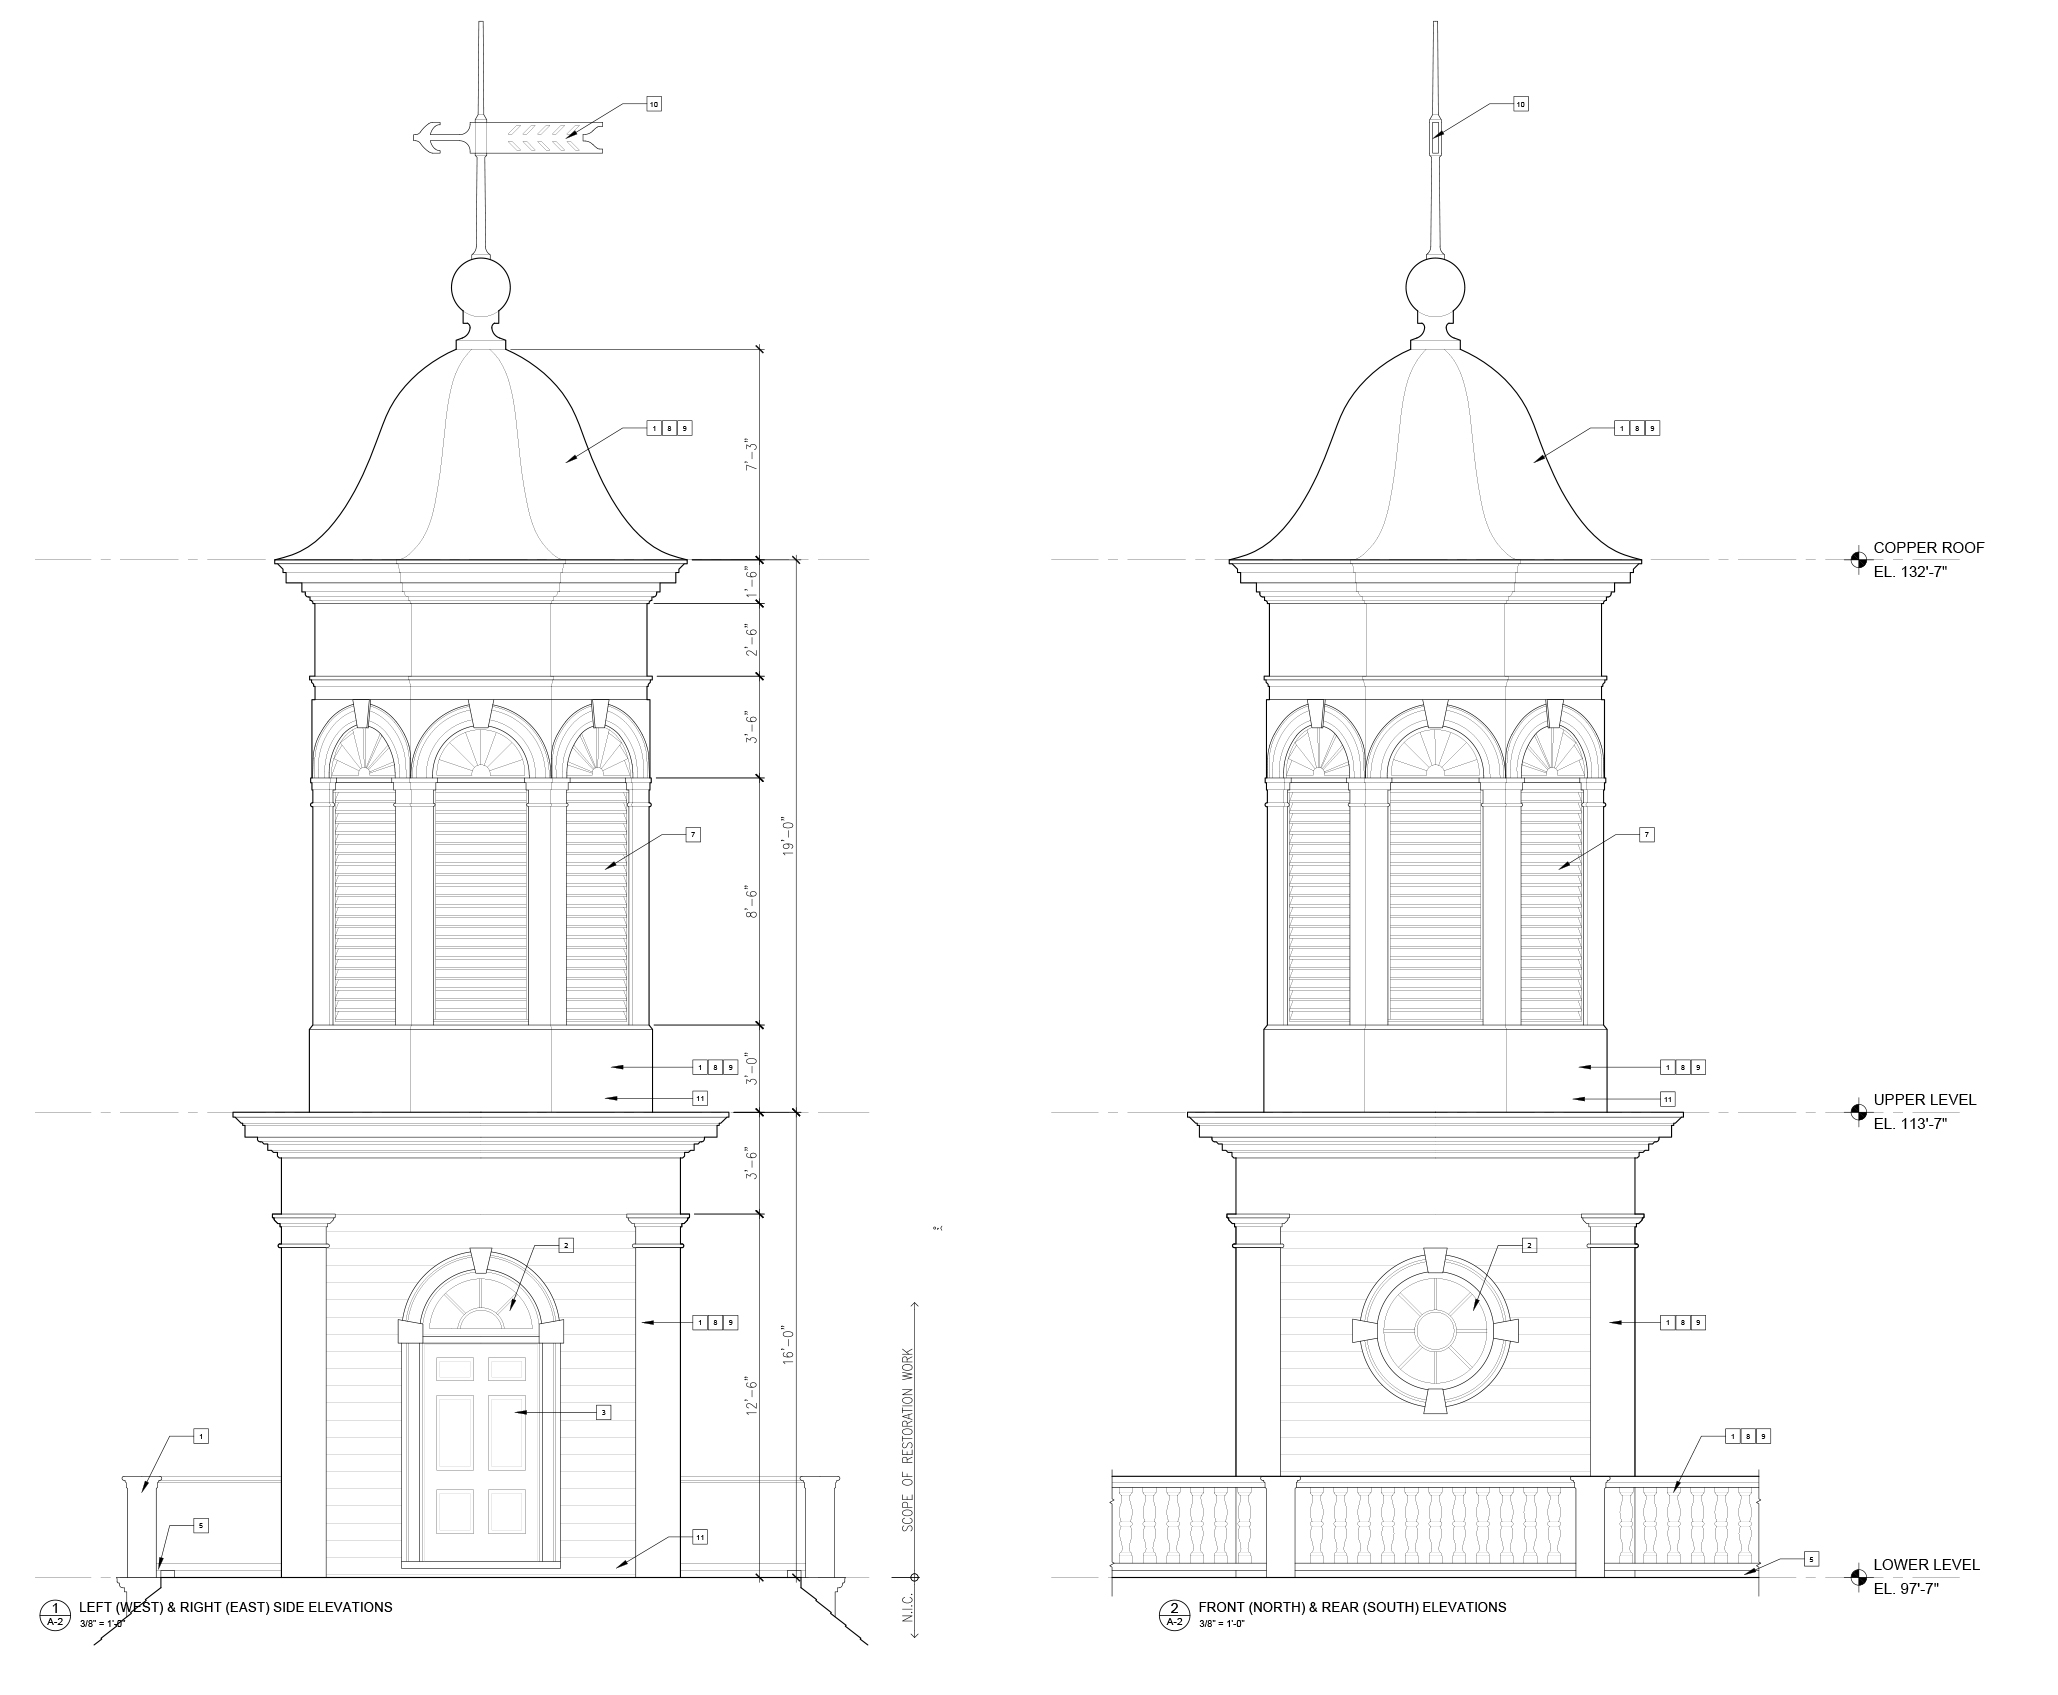 10
1 8 9
7'-3"
1'-6"
2'-6"
3'-6"
7
8'-6"
19'-0"
1 8 9
3'-0"
11
3'-6"
2
1 8 9
16'-0"
12'-6"
3
1
5
11
SCOPE OF RESTORATION WORK
N.I.C.
1
A-2
LEFT (WEST) & RIGHT (EAST) SIDE ELEVATIONS
3/8" = 1'-0"
10
1 8 9
COPPER ROOF
EL. 132'-7"
7
1 8 9
11
UPPER LEVEL
EL. 113'-7"
2
1 8 9
1 8 9
5
LOWER LEVEL
EL. 97'-7"
2
A-2
FRONT (NORTH) & REAR (SOUTH) ELEVATIONS
3/8" = 1'-0"